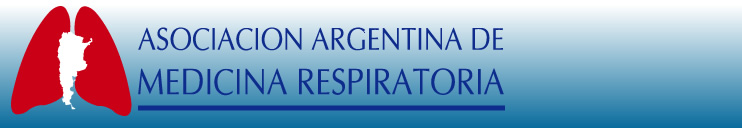 ASOCIACION ARGENTINA DE
MEDICINA RESPIRATORIA